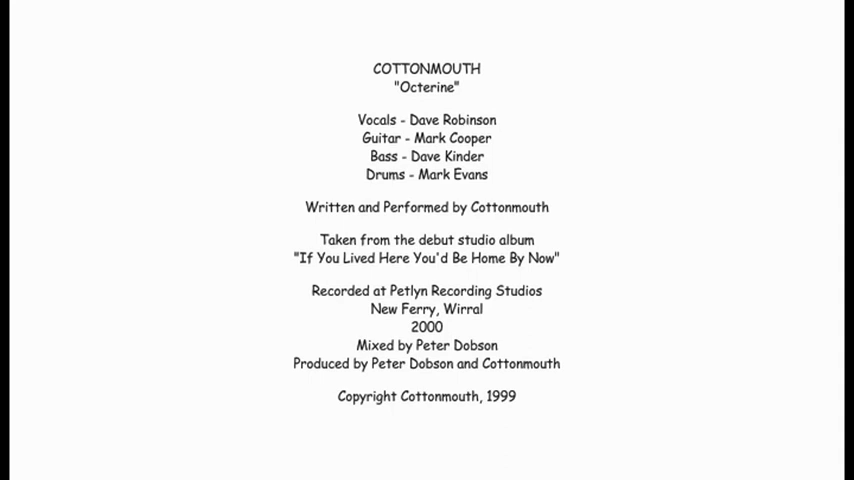 COTTONMOUTH
"Octerine"
Vocals - Dave Robinson
Guitar - Mark Cooper
Bass - Dave Kinder
Drums - Mark Evans
Written and Performed by Cottonmouth
Taken from the debut studio album
"If You Lived Here You'd Be Home By Now"
Recorded at Petlyn Recording Studios
New Ferry, Wirral
2000
Mixed by Peter Dobson
Produced by Peter Dobson and Cottonmouth
Copyright Cottonmouth, 1999